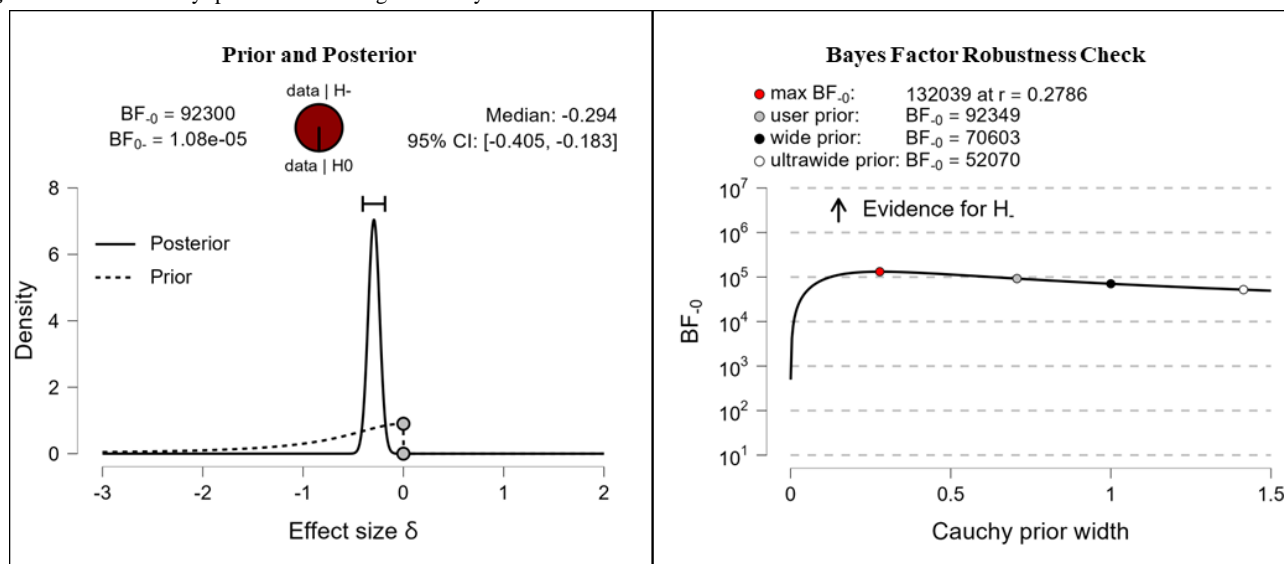 Prior and Posterior
data | H-
BF-0 = 92300
BF0- = 1.08e-05
Median: -0.294
95% CI: [-0.405, -0.183]
data | H0
8
6
4
2
0
Density
Posterior
Prior
-3 -2 -1 0 1 2
Effect size δ
Bayes Factor Robustness Check
max BF-0: 132039 at r = 0.2786
user prior: BF-0 = 92349
wide prior: BF-0 = 70603
ultrawide prior: BF-0 = 52070
10^7
10^6
10^5
10^4
10^3
10^2
10^1
BF-0
Evidence for H-
0 0.5 1 1.5
Cauchy prior width